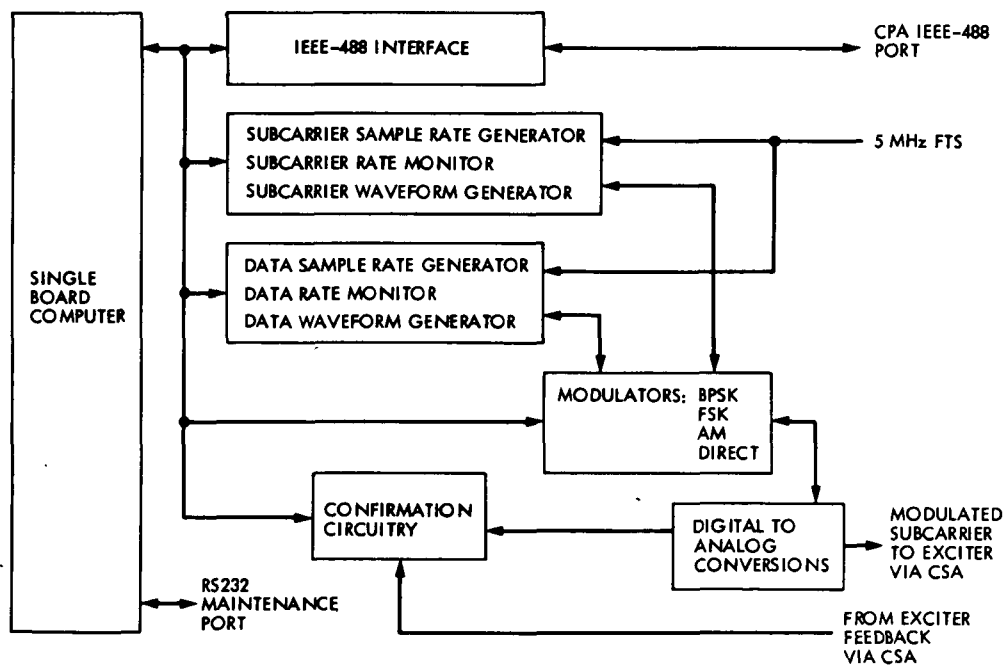 IEEE-488 INTERFACE
CPA IEEE-488
PORT
SUBCARRIER SAMPLE RATE GENERATOR
SUBCARRIER RATE MONITOR
SUBCARRIER WAVEFORM GENERATOR
5 MHz FTS
DATA SAMPLE RATE GENERATOR
DATA RATE MONITOR
DATA WAVEFORM GENERATOR
SINGLE
BOARD
COMPUTER
MODULATORS: BPSK
FSK
AM
DIRECT
CONFIRMATION
CIRCUITRY
DIGITAL TO
ANALOG
CONVERSIONS
MODULATED
SUBCARRIER
TO EXCITER
VIA CSA
RS232
MAINTENANCE
PORT
FROM EXCITER
FEEDBACK
VIA CSA